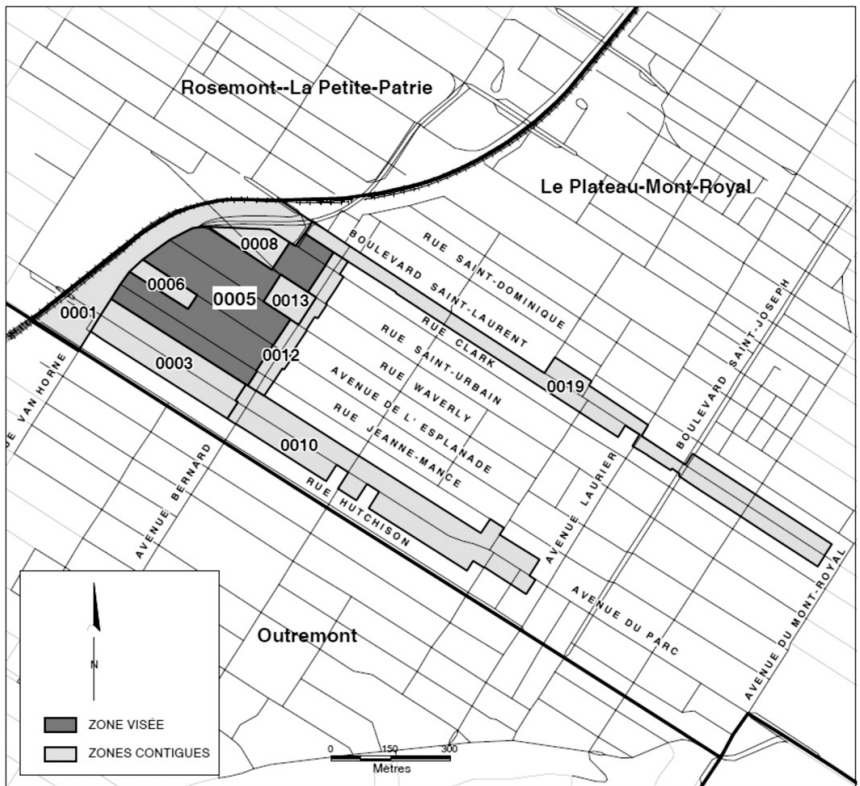 Rosemont--La Petite-Patrie
Le Plateau-Mont-Royal
0008
0006
0005
0013
0001
0003
0012
0010
0019
BOULEVARD SAINT-LAURENT
RUE SAINT-DOMINIQUE
RUE CLARK
RUE SAINT-URBAIN
RUE WAVERLY
AVENUE DE L'ESPLANADE
RUE JEANNE-MANCE
RUE HUTCHISON
BOULEVARD SAINT-JOSEPH
AVENUE LAURIER
AVENUE BERNARD
VAN HORNE
AVENUE DU PARC
AVENUE DU MONT-ROYAL
Outremont
N
ZONE VISÉE
ZONES CONTIGUES
0 150 300
Mètres